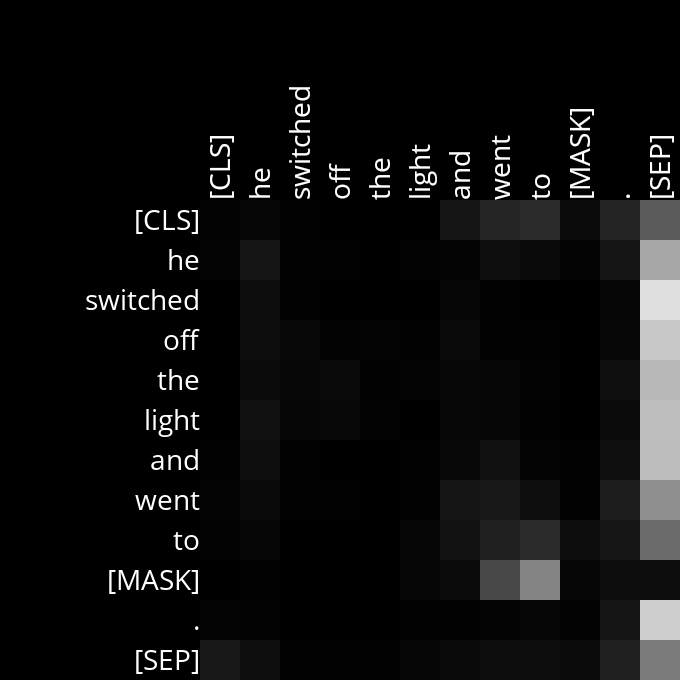 [CLS] he switched off the light and went to [MASK] . [SEP]
[CLS]
he
switched
off
the
light
and
went
to
[MASK]
.
[SEP]